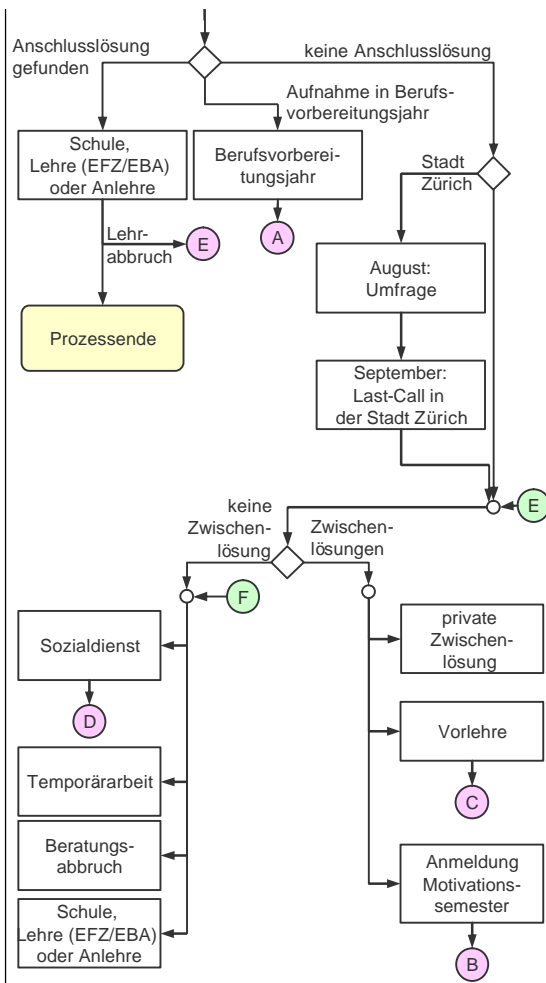 Anschlusslösung
gefunden
keine Anschlusslösung
Aufnahme in Berufs-
vorbereitungsjahr
Schule,
Lehre (EFZ/EBA)
oder Anlehre
Berufsvorberei-
tungsjahr
Stadt
Zürich
Lehr-
abbruch
E
A
August:
Umfrage
Prozessende
September:
Last-Call in
der Stadt Zürich
E
keine
Zwischen-
lösung
Zwischen-
lösungen
F
Sozialdienst
D
Temporärarbeit
Beratungs-
abbruch
Schule,
Lehre (EFZ/EBA)
oder Anlehre
private
Zwischen-
lösung
Vorlehre
C
Anmeldung
Motivations-
semester
B